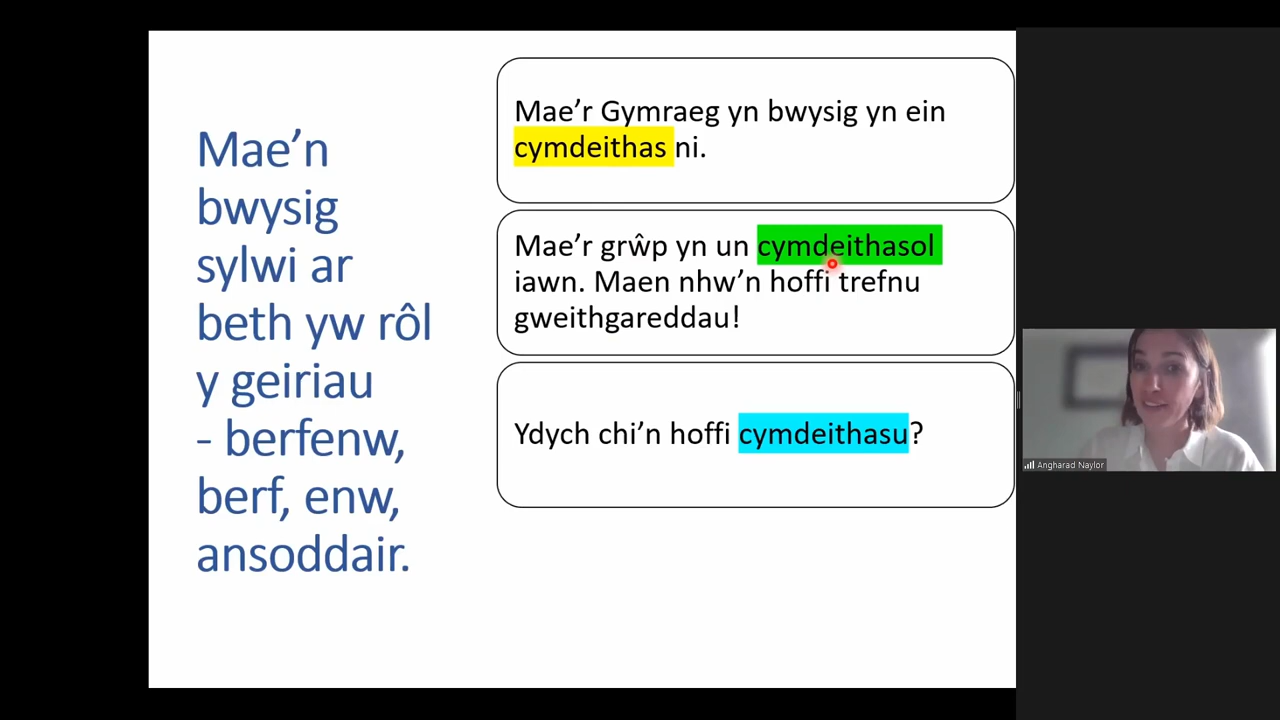 Mae’n
bwysig
sylwi ar
beth yw rôl
y geiriau
- berfenw,
berf, enw,
ansoddair.
Mae’r Gymraeg yn bwysig yn ein
cymdeithas ni.
Mae’r grŵp yn un cymdeithasol
iawn. Maen nhw’n hoffi trefnu
gweithgareddau!
Ydych chi’n hoffi cymdeithasu?
Angharad Naylor